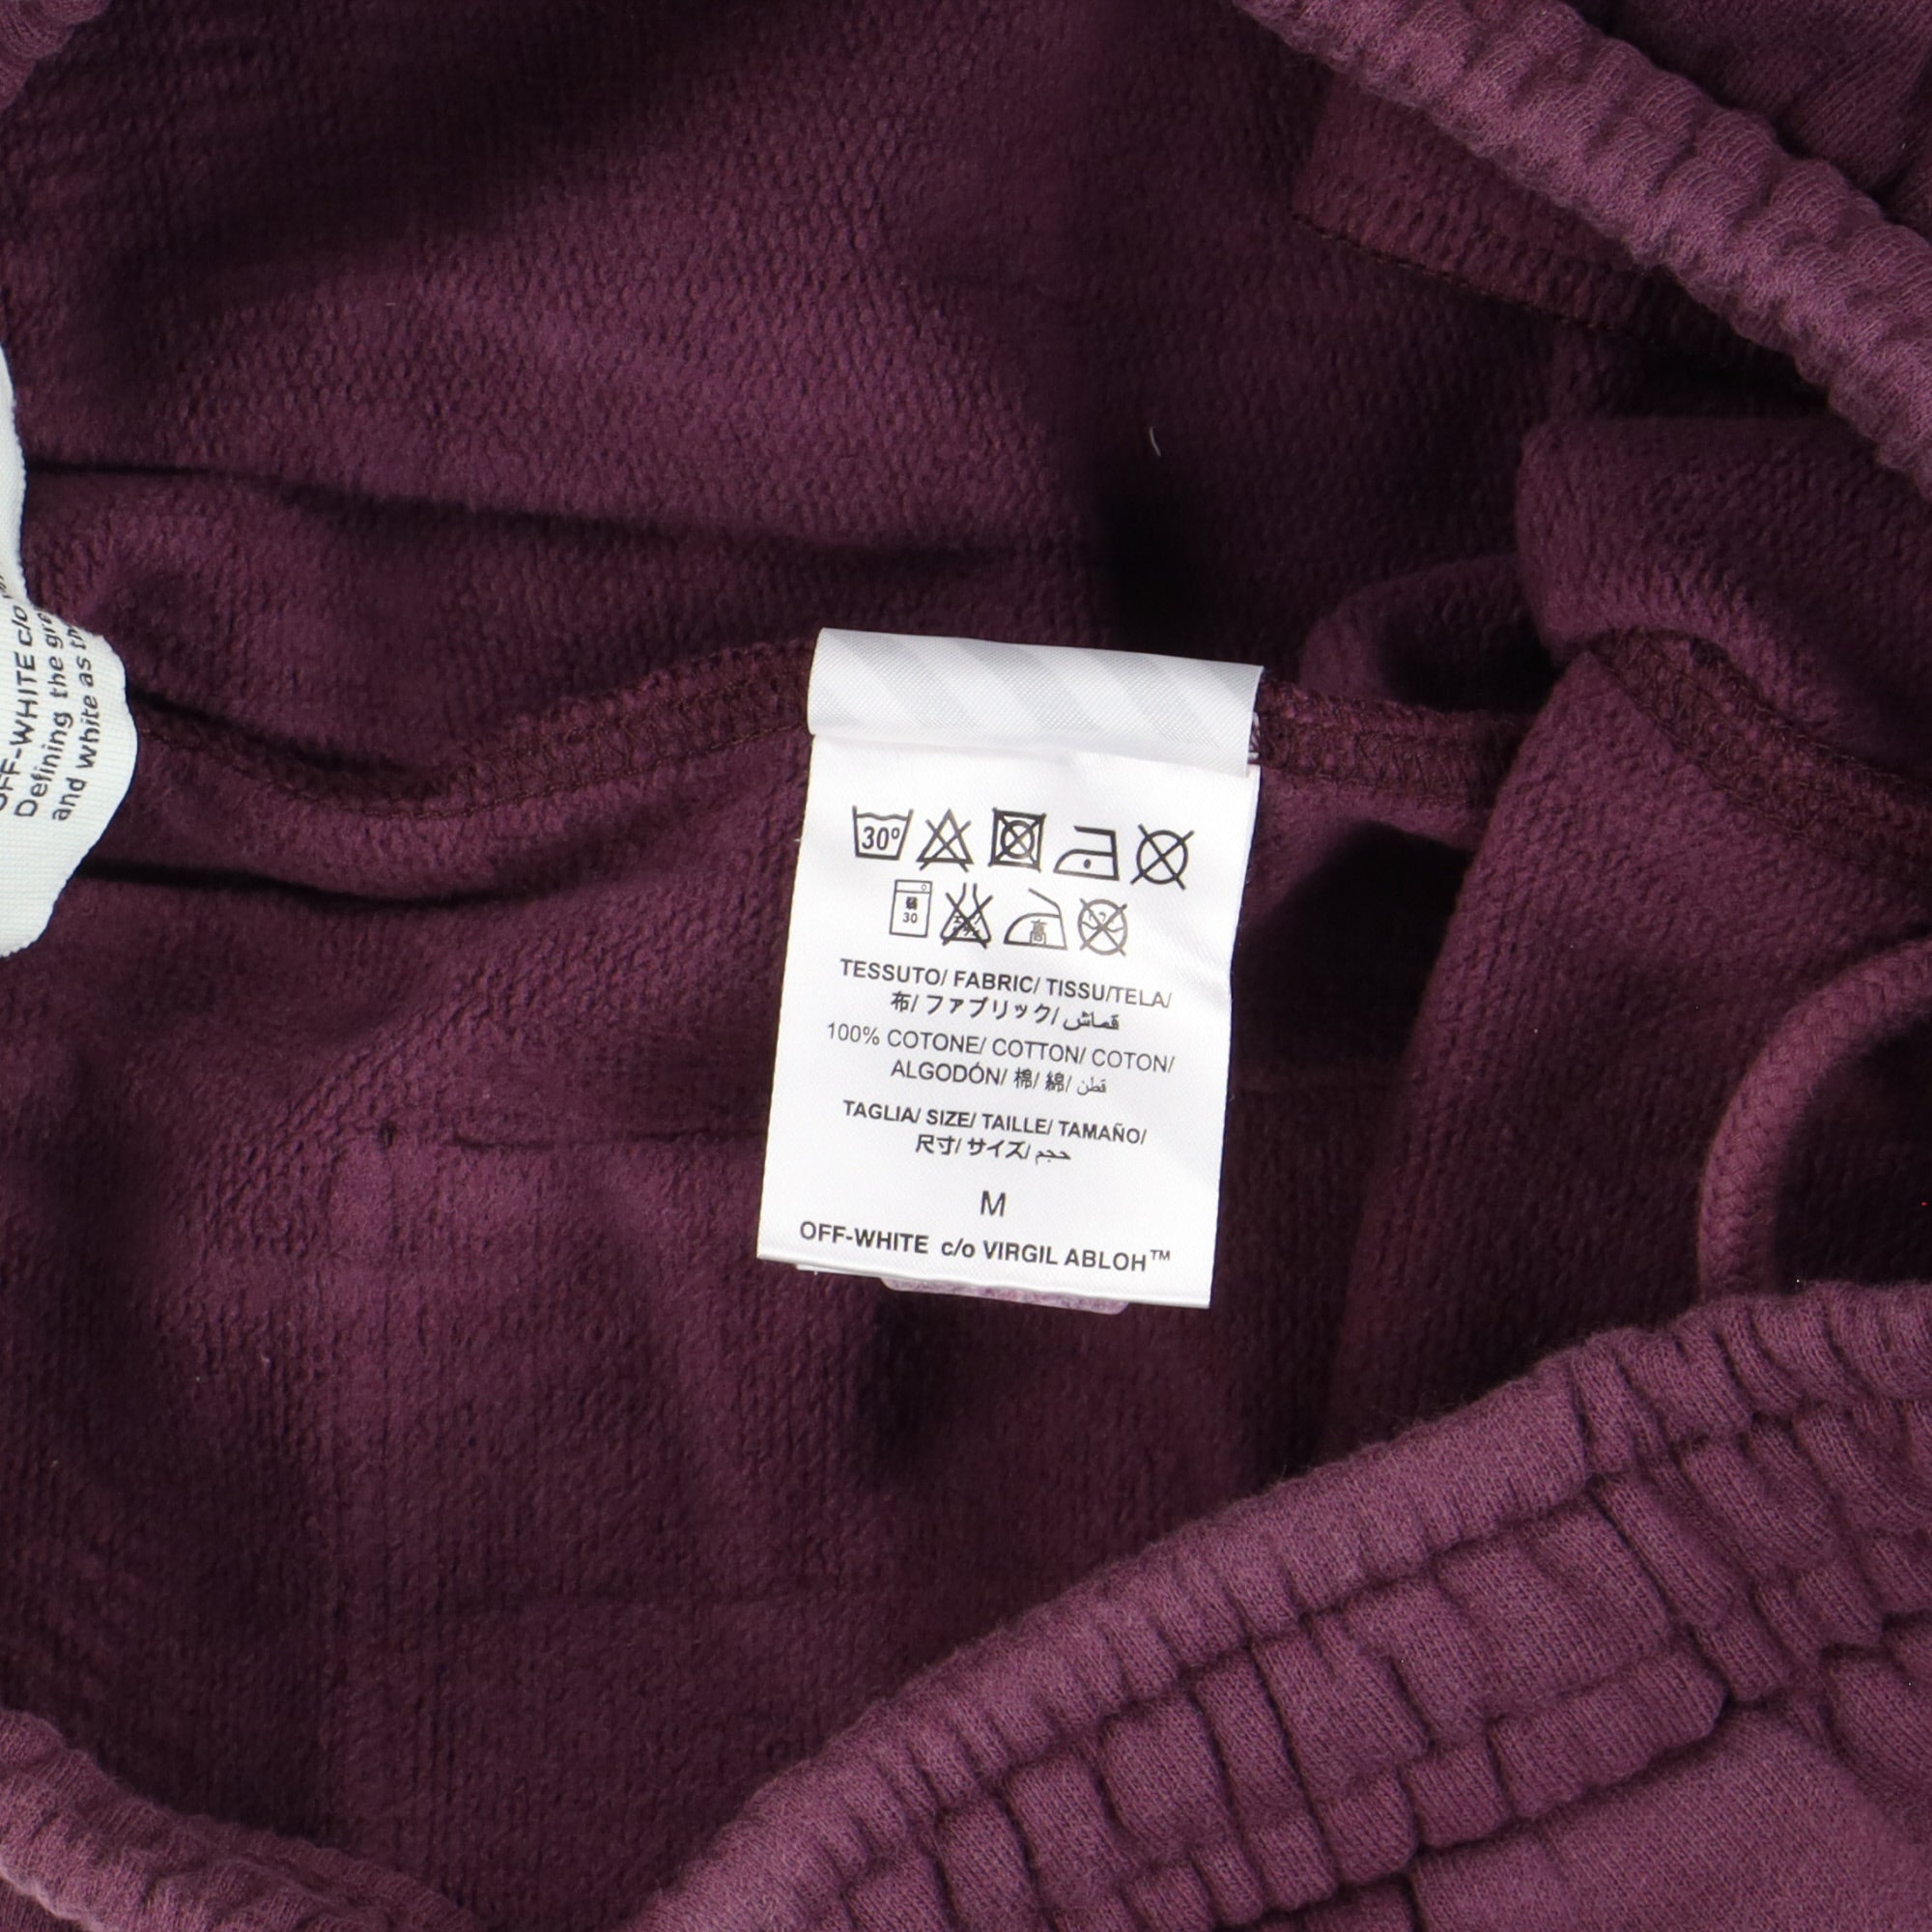 OFF-WHITE c/o
Defining the gre
and white as th
30°
弱
30
高
TESSUTO/ FABRIC/ TISSU/TELA/
布/ ファブリック/ قماش
100% COTONE/ COTTON/ COTON/
ALGODÓN/ 棉/ 綿/ قطن
TAGLIA/ SIZE/ TAILLE/ TAMAÑO/
尺寸/ サイズ/ حجم
M
OFF-WHITE c/o VIRGIL ABLOH™